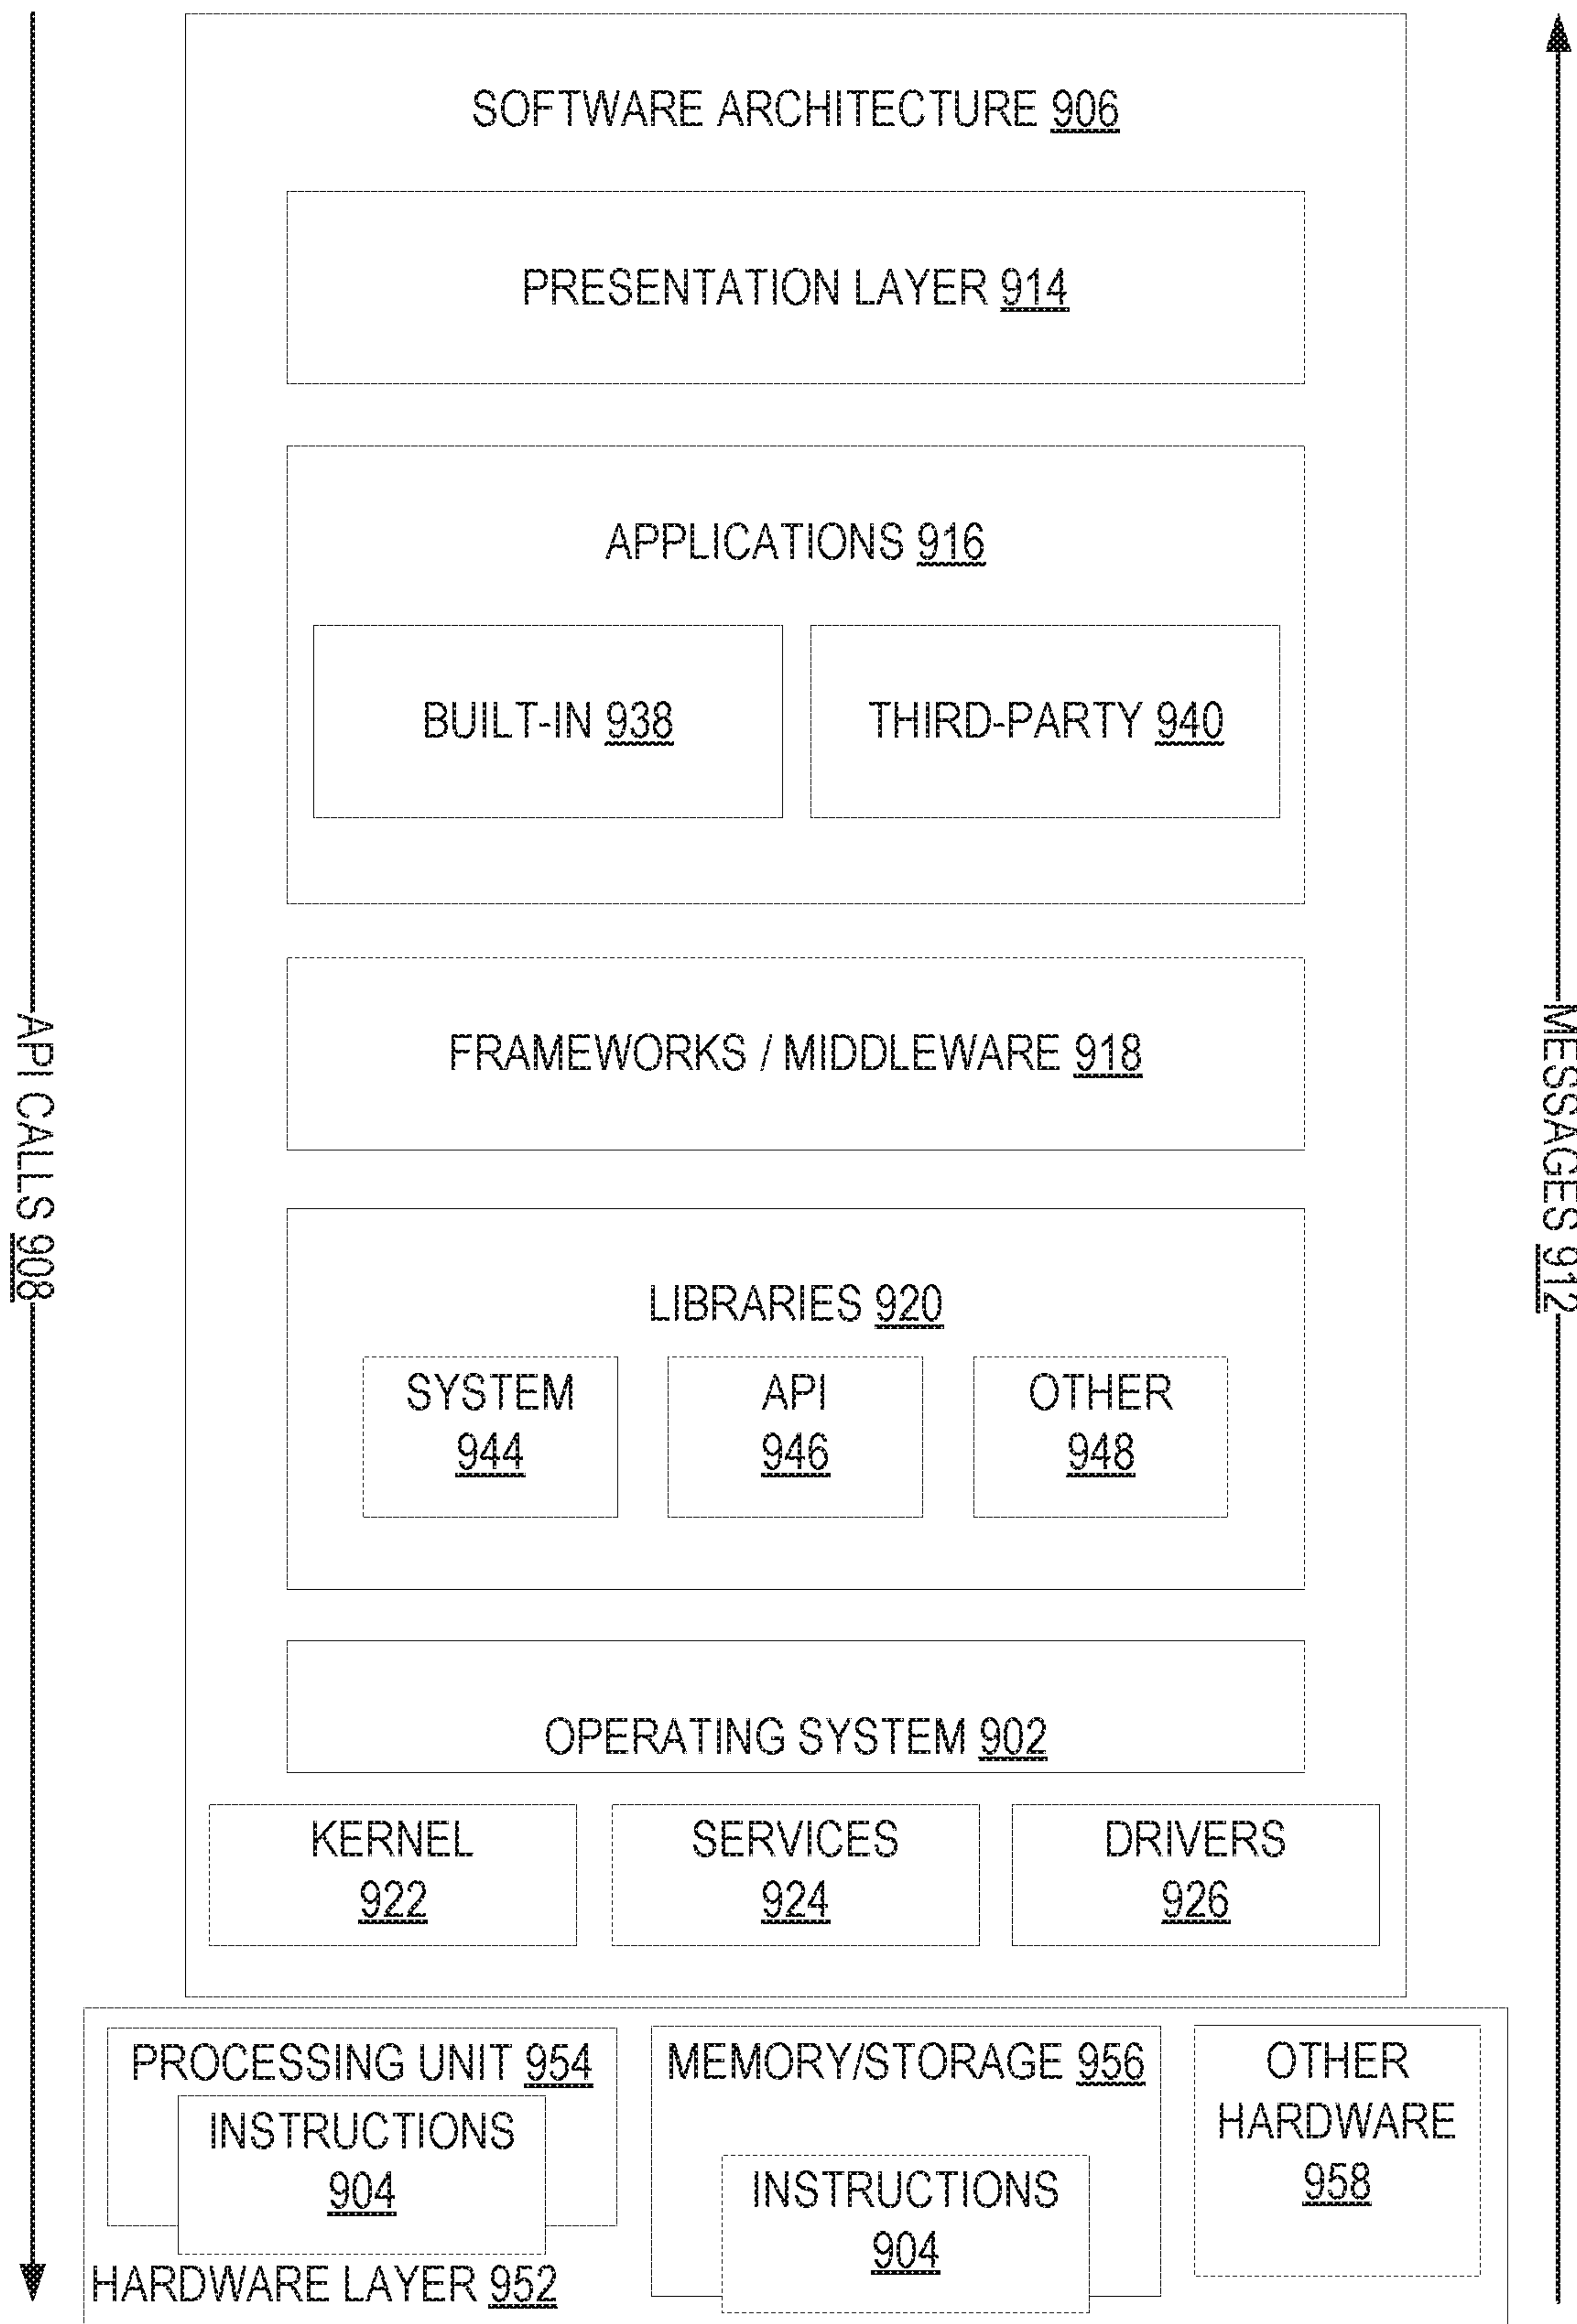 SOFTWARE ARCHITECTURE 906
PRESENTATION LAYER 914
APPLICATIONS 916
BUILT-IN 938
THIRD-PARTY 940
FRAMEWORKS / MIDDLEWARE 918
API CALLS 908
MESSAGES 912
LIBRARIES 920
SYSTEM
944
API
946
OTHER
948
OPERATING SYSTEM 902
KERNEL
922
SERVICES
924
DRIVERS
926
PROCESSING UNIT 954
INSTRUCTIONS
904
MEMORY/STORAGE 956
INSTRUCTIONS
904
OTHER
HARDWARE
958
HARDWARE LAYER 952